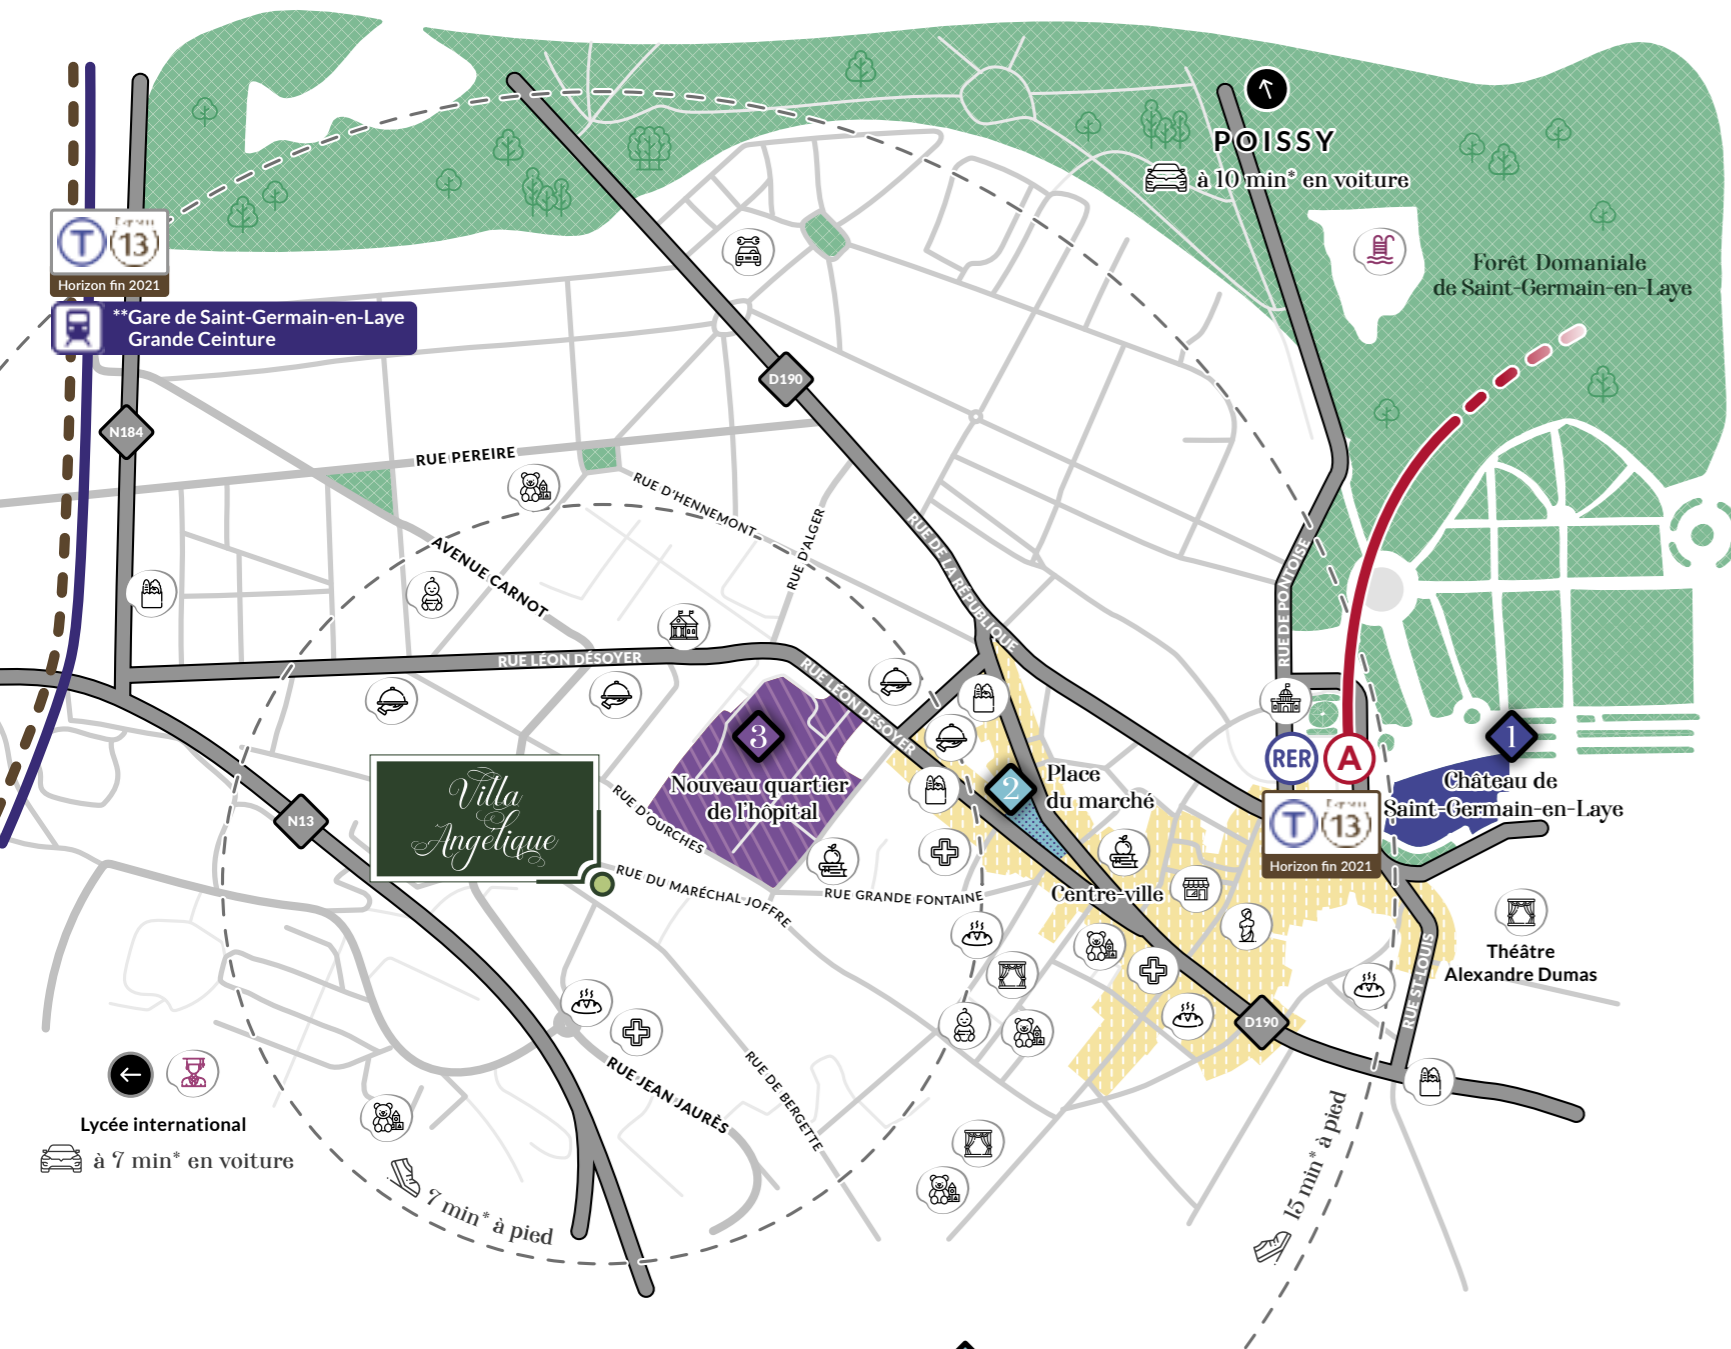 POISSY
à 10 min* en voiture
T
Express
13
Horizon fin 2021
**Gare de Saint-Germain-en-Laye
Grande Ceinture
Forêt Domaniale
de Saint-Germain-en-Laye
D190
N184
RUE PEREIRE
RUE D'HENNEMONT
RUE D'ALGER
AVENUE CARNOT
RUE DE LA RÉPUBLIQUE
RUE DE PONTOISE
RUE LÉON DÉSOYER
RUE LÉON DÉSOYER
3
Nouveau quartier
de l'hôpital
2
Place
du marché
RER
A
1
Château de
Saint-Germain-en-Laye
T
Express
13
Horizon fin 2021
N13
Villa
Angélique
RUE D'OURCHES
RUE DU MARÉCHAL JOFFRE
RUE GRANDE FONTAINE
Centre-ville
Théâtre
Alexandre Dumas
RUE ST-LOUIS
D190
RUE JEAN JAURÈS
RUE DE BERGETTE
Lycée international
à 7 min* en voiture
7 min* à pied
15 min* à pied